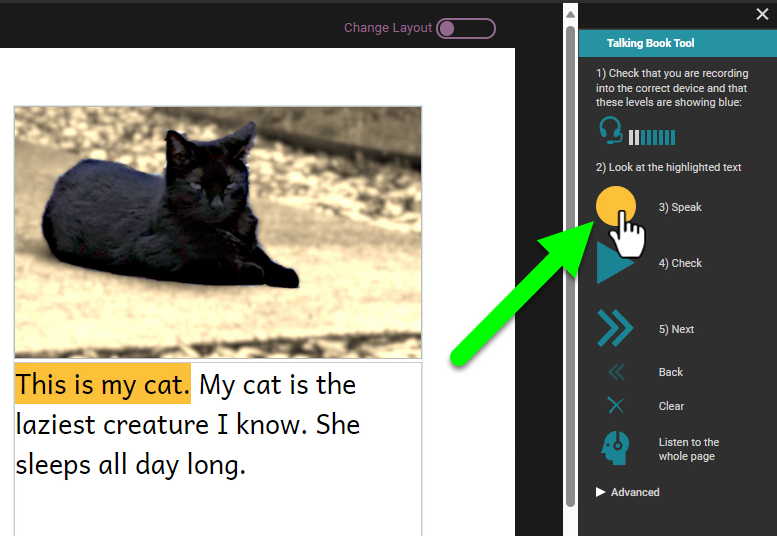 Change Layout
This is my cat. My cat is the
laziest creature I know. She
sleeps all day long.
Talking Book Tool
1) Check that you are recording
into the correct device and that
these levels are showing blue:
2) Look at the highlighted text
3) Speak
4) Check
5) Next
Back
Clear
Listen to the
whole page
Advanced